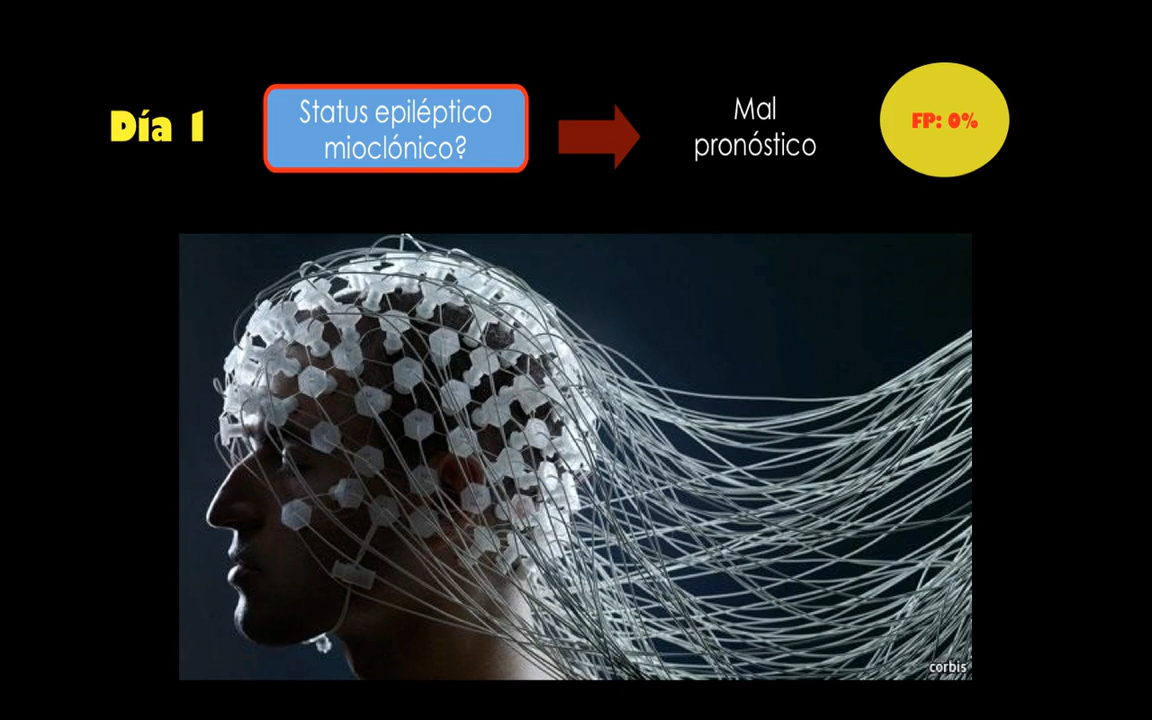 Día 1
Status epiléptico
mioclónico?
Mal
pronóstico
FP: 0%
corbis